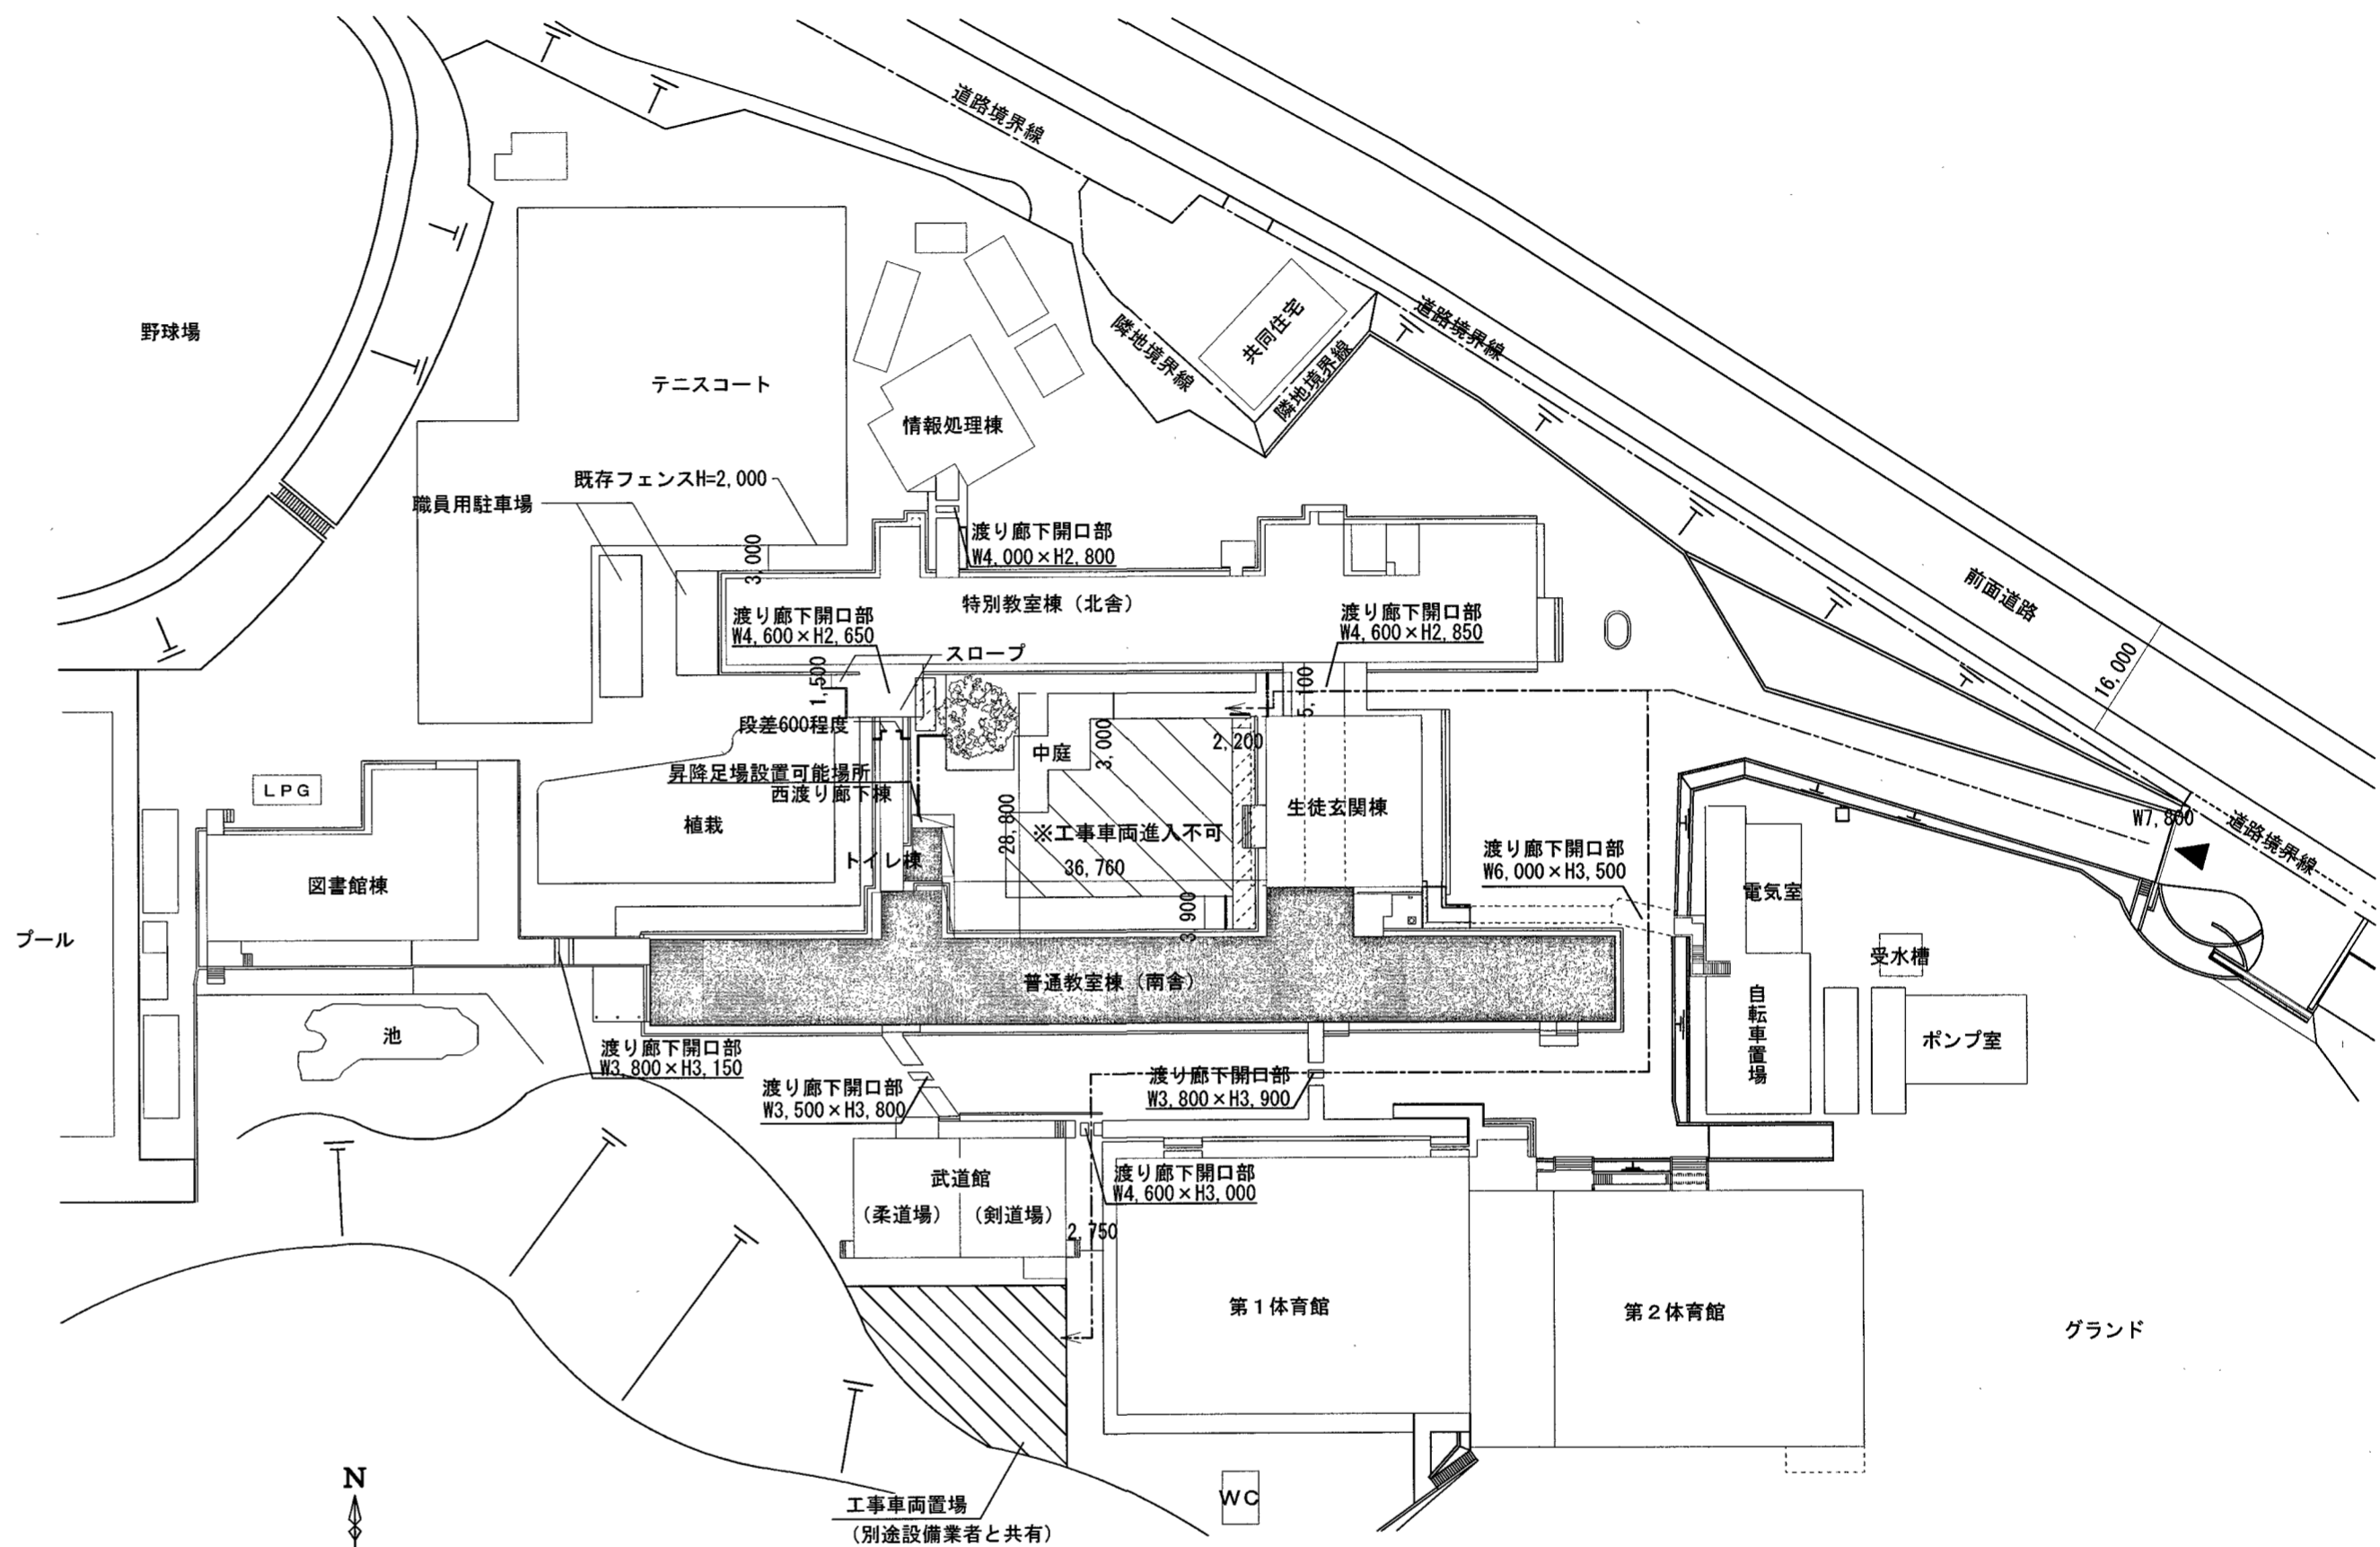 道路境界線
野球場
テニスコート
共同住宅
隣地境界線
隣地境界線
道路境界線
情報処理棟
既存フェンスH=2,000
職員用駐車場
渡り廊下開口部
W4,000×H2,800
3,000
前面道路
16,000
特別教室棟（北舎）
渡り廊下開口部
W4,600×H2,650
渡り廊下開口部
W4,600×H2,850
スロープ
1,500
5,100
段差600程度
中庭
3,000
2,200
昇降足場設置可能場所
西渡り廊下棟
LPG
植栽
28,800
※工事車両進入不可
36,760
生徒玄関棟
W7,800
道路境界線
渡り廊下開口部
W6,000×H3,500
トイレ棟
図書館棟
電気室
3,900
プール
受水槽
普通教室棟（南舎）
自転車置場
池
ポンプ室
渡り廊下開口部
W3,800×H3,150
渡り廊下開口部
W3,500×H3,800
渡り廊下開口部
W3,800×H3,900
武道館
（柔道場）
（剣道場）
渡り廊下開口部
W4,600×H3,000
2,750
第１体育館
第２体育館
グランド
N
工事車両置場
（別途設備業者と共有）
WC